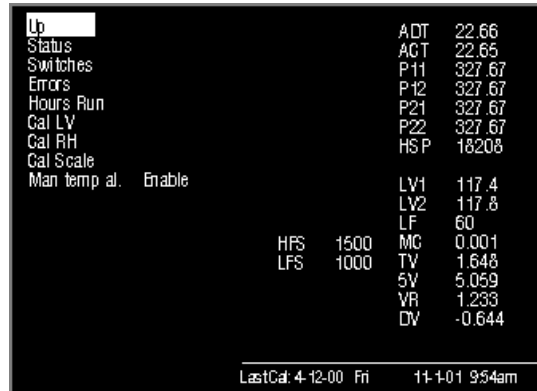 Up
Status
Switches
Errors
Hours Run
Cal LV
Cal RH
Cal Scale
Man temp al. Enable
HFS 1500
LFS 1000
ADT 22.66
ACT 22.65
P11 327.67
P12 327.67
P21 327.67
P22 327.67
HSP 18208
LV1 117.4
LV2 117.8
LF 60
MC 0.001
TV 1.648
5V 5.059
VR 1.233
DV -0.644
LastCal: 4-12-00 Fri 11-1-01 9:54am